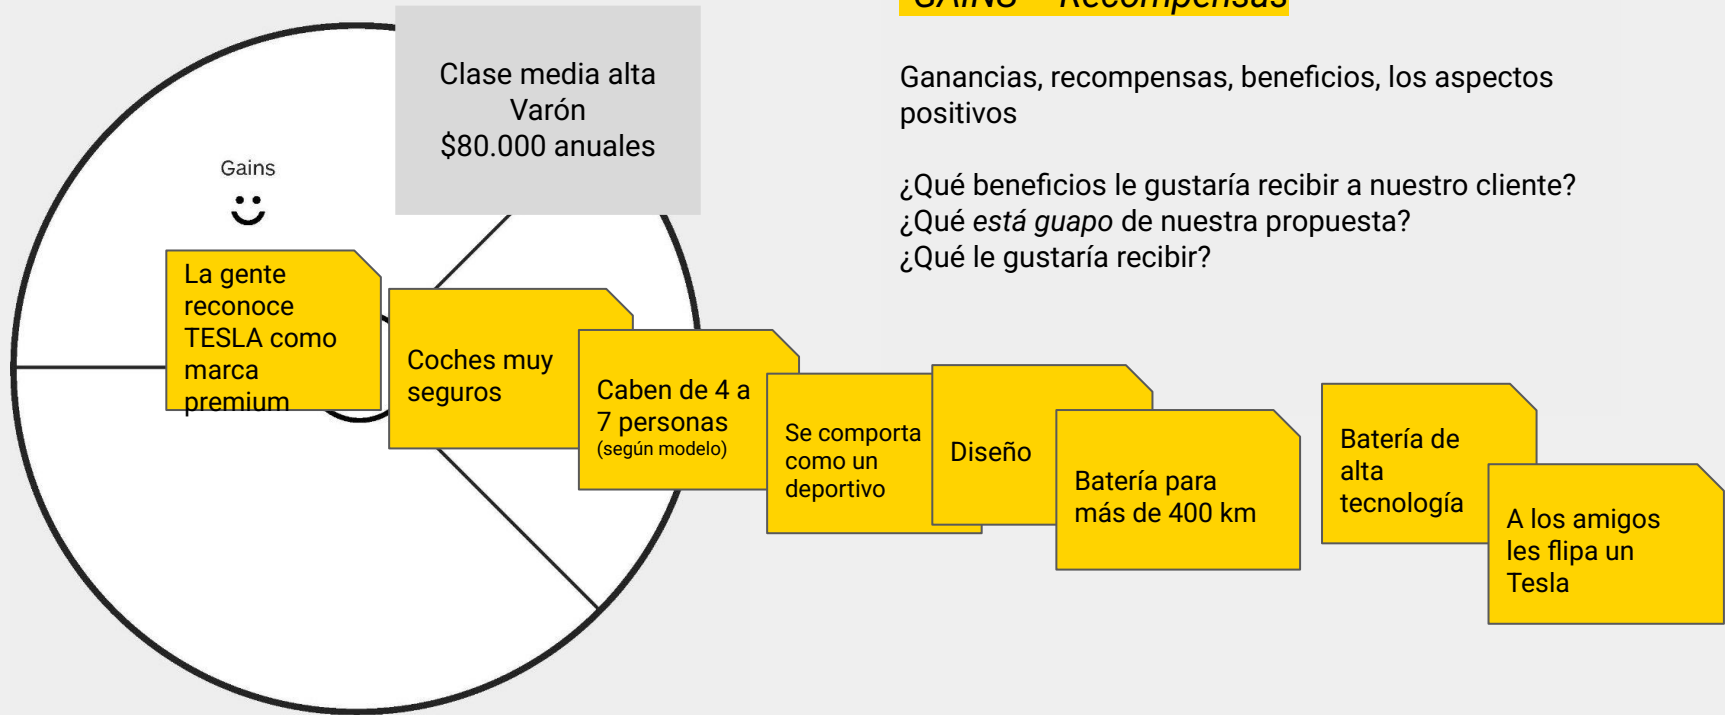 "GAINS" - Recompensas
Clase media alta
Varón
$80.000 anuales
Ganancias, recompensas, beneficios, los aspectos
positivos
¿Qué beneficios le gustaría recibir a nuestro cliente?
¿Qué está guapo de nuestra propuesta?
¿Qué le gustaría recibir?
Gains
La gente
reconoce
TESLA como
marca
premium
Coches muy
seguros
Caben de 4 a
7 personas
(según modelo)
Se comporta
como un
deportivo
Diseño
Batería para
más de 400 km
Batería de
alta
tecnología
A los amigos
les flipa un
Tesla